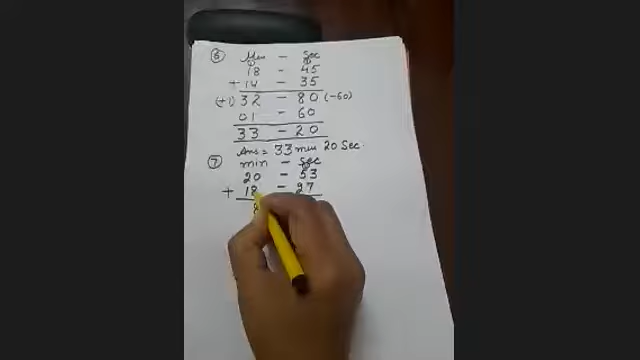 ⑥ Min - Sec
18 - 45
+ 14 - 35
(+1) 32 - 80 (-60)
01 - 60
33 - 20
Ans = 33 min 20 Sec.
⑦ min - sec
20 - 53
+ 18 - 27
8